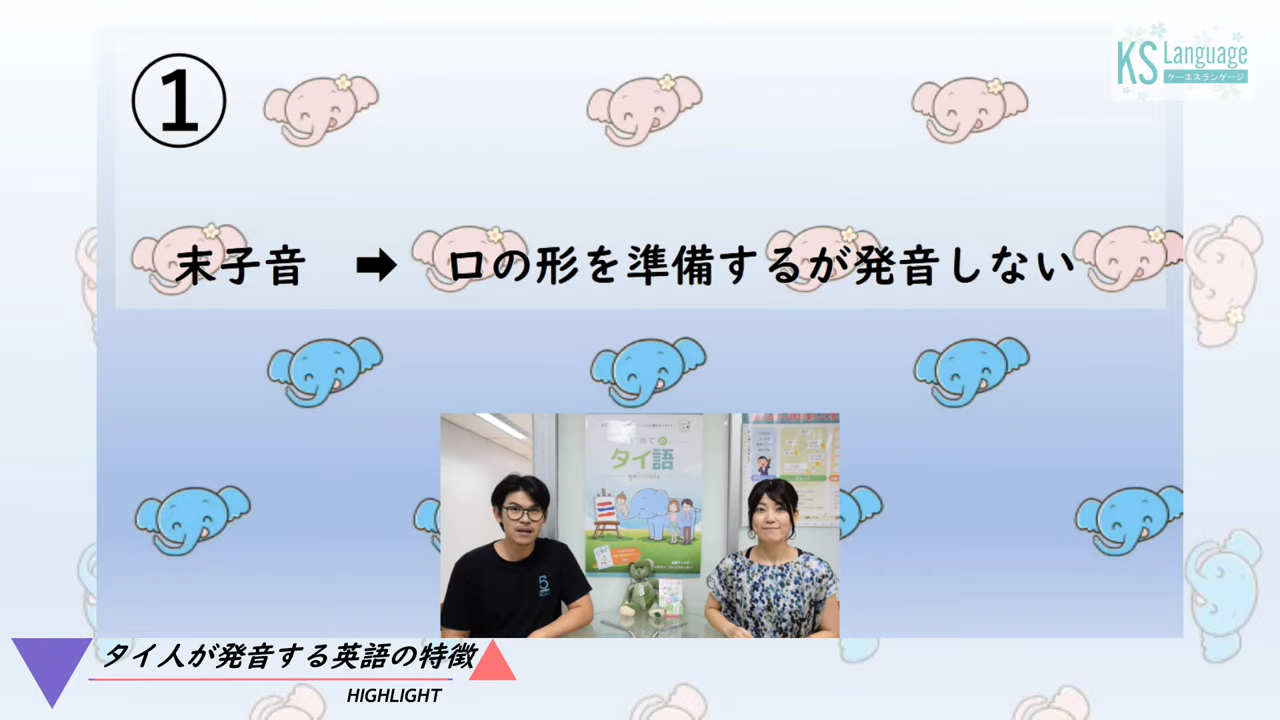 ①
KS Language
ケーエスランゲージ
末子音 ➡ 口の形を準備するが発音しない
タイ語
タイ人が発音する英語の特徴
HIGHLIGHT